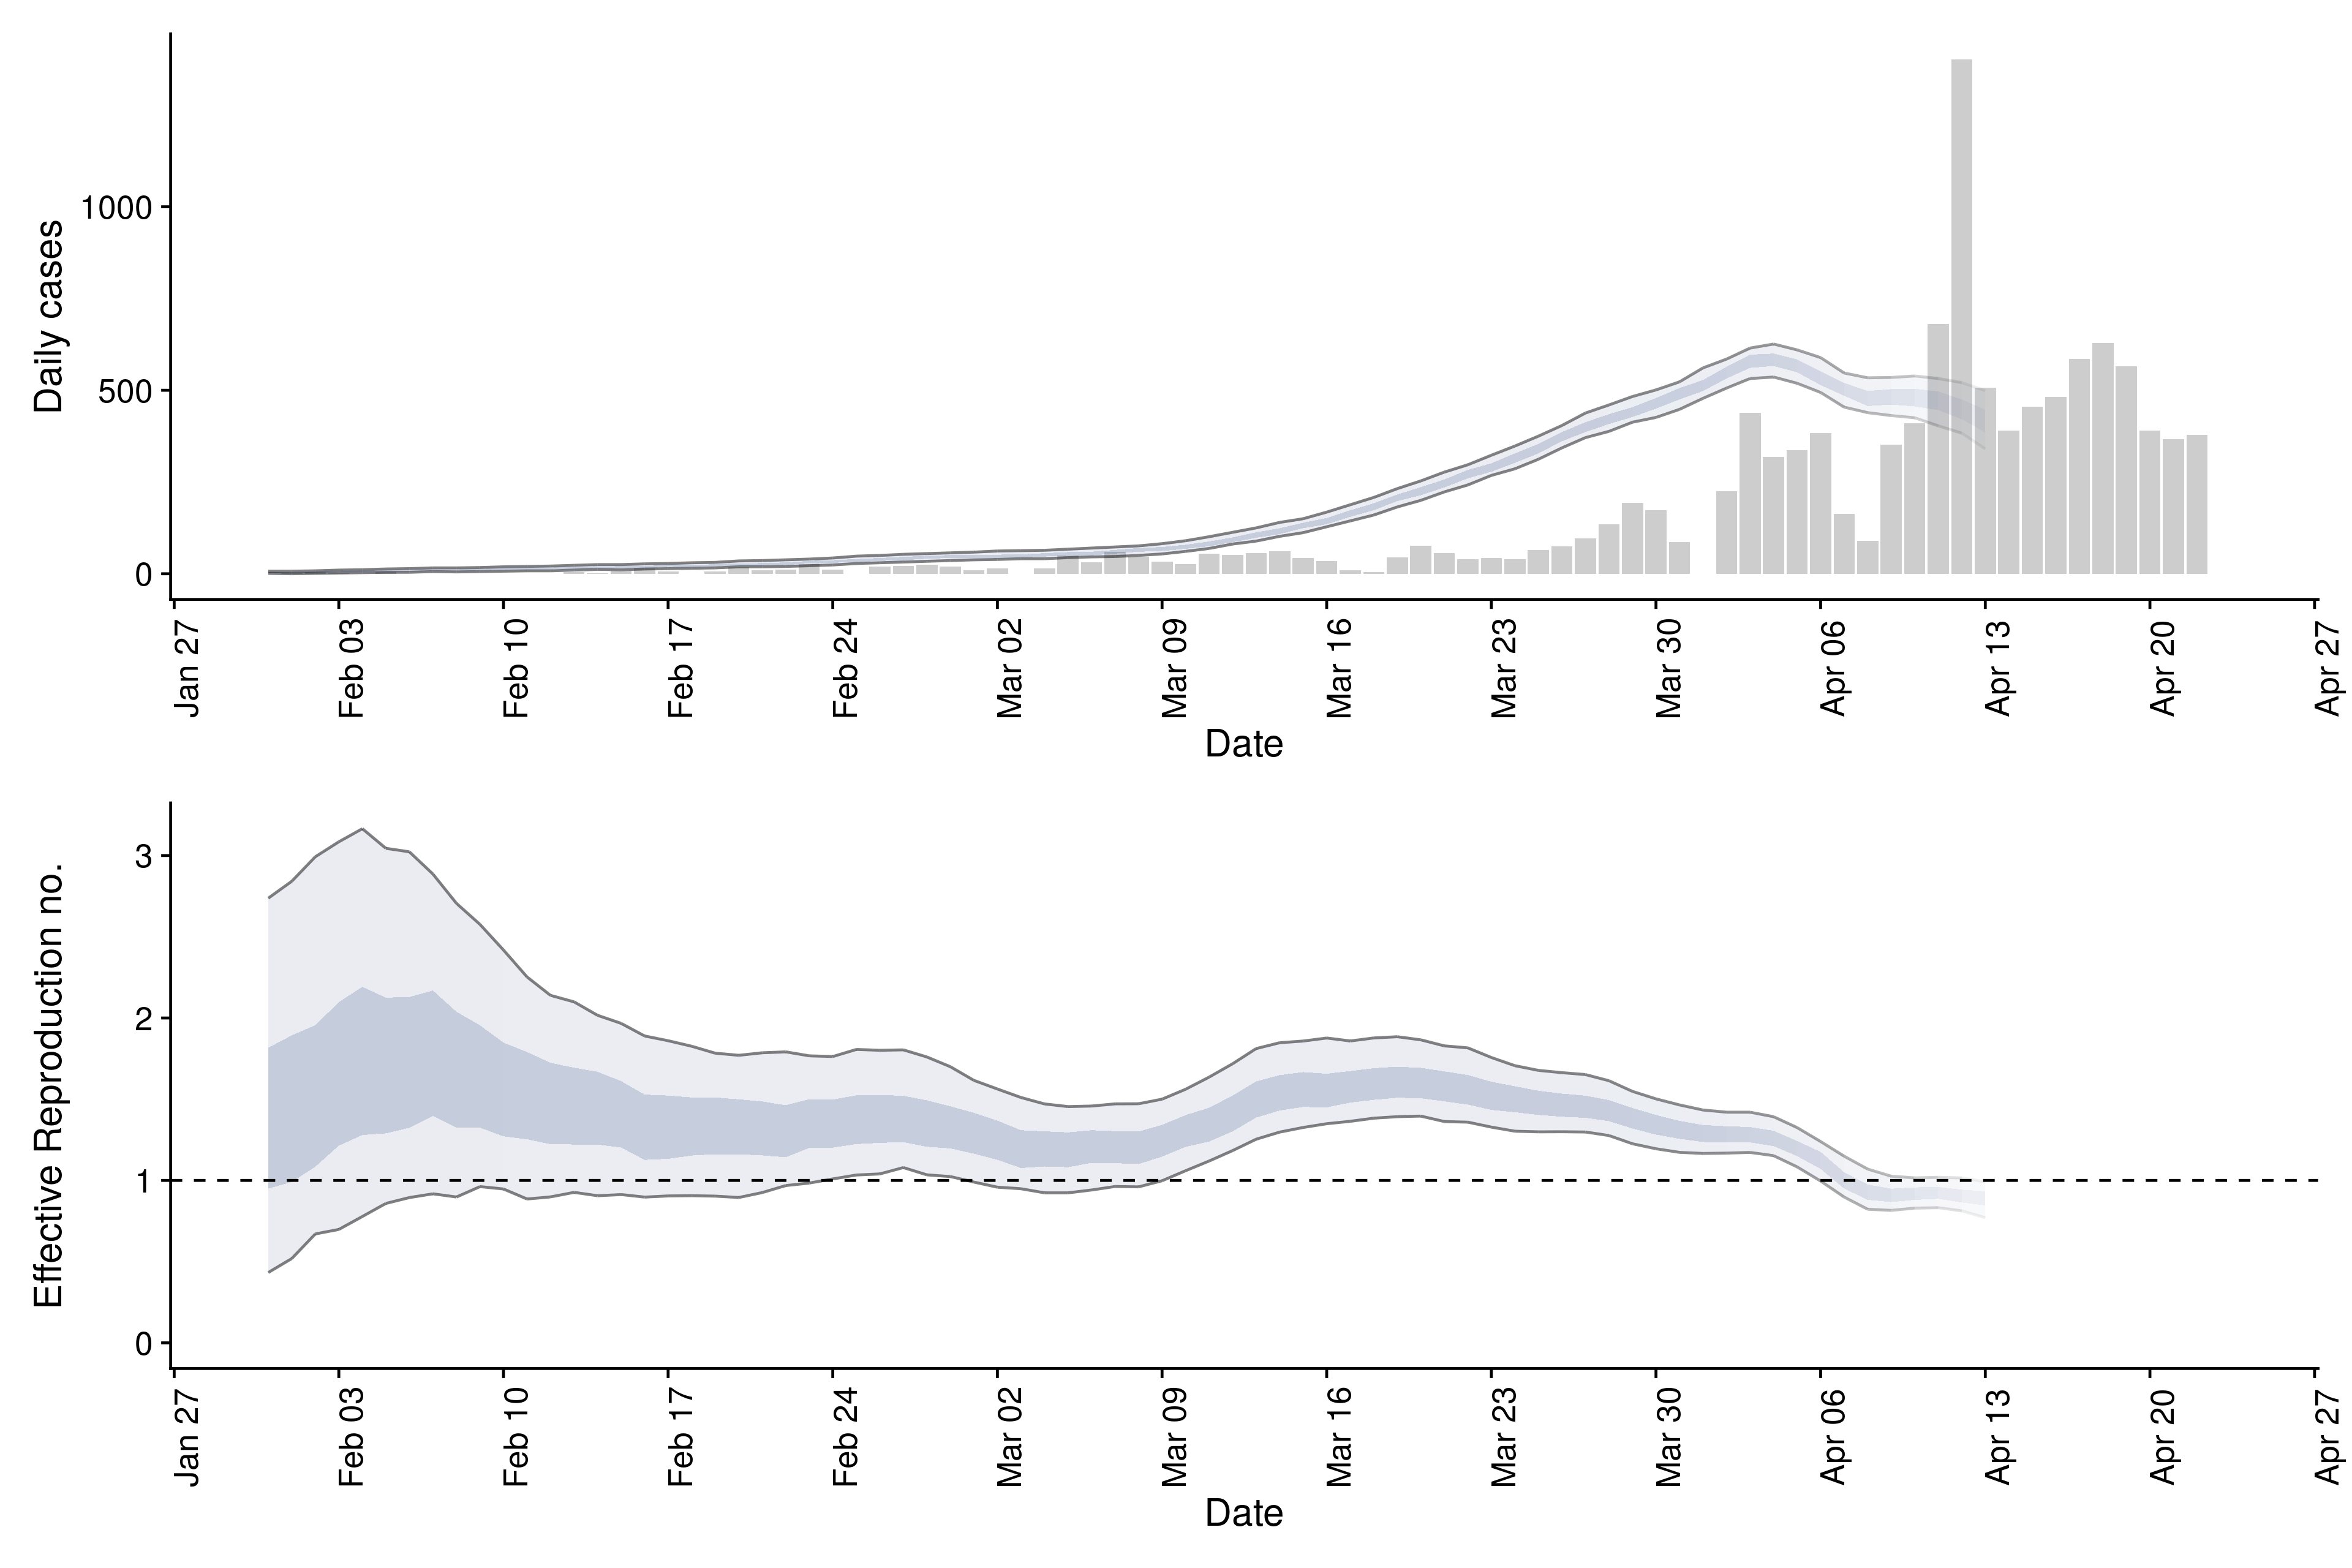 Daily cases
1000
500
0
Jan 27
Feb 03
Feb 10
Feb 17
Feb 24
Mar 02
Mar 09
Mar 16
Mar 23
Mar 30
Apr 06
Apr 13
Apr 20
Apr 27
Date
Effective Reproduction no.
3
2
1
0
Jan 27
Feb 03
Feb 10
Feb 17
Feb 24
Mar 02
Mar 09
Mar 16
Mar 23
Mar 30
Apr 06
Apr 13
Apr 20
Apr 27
Date